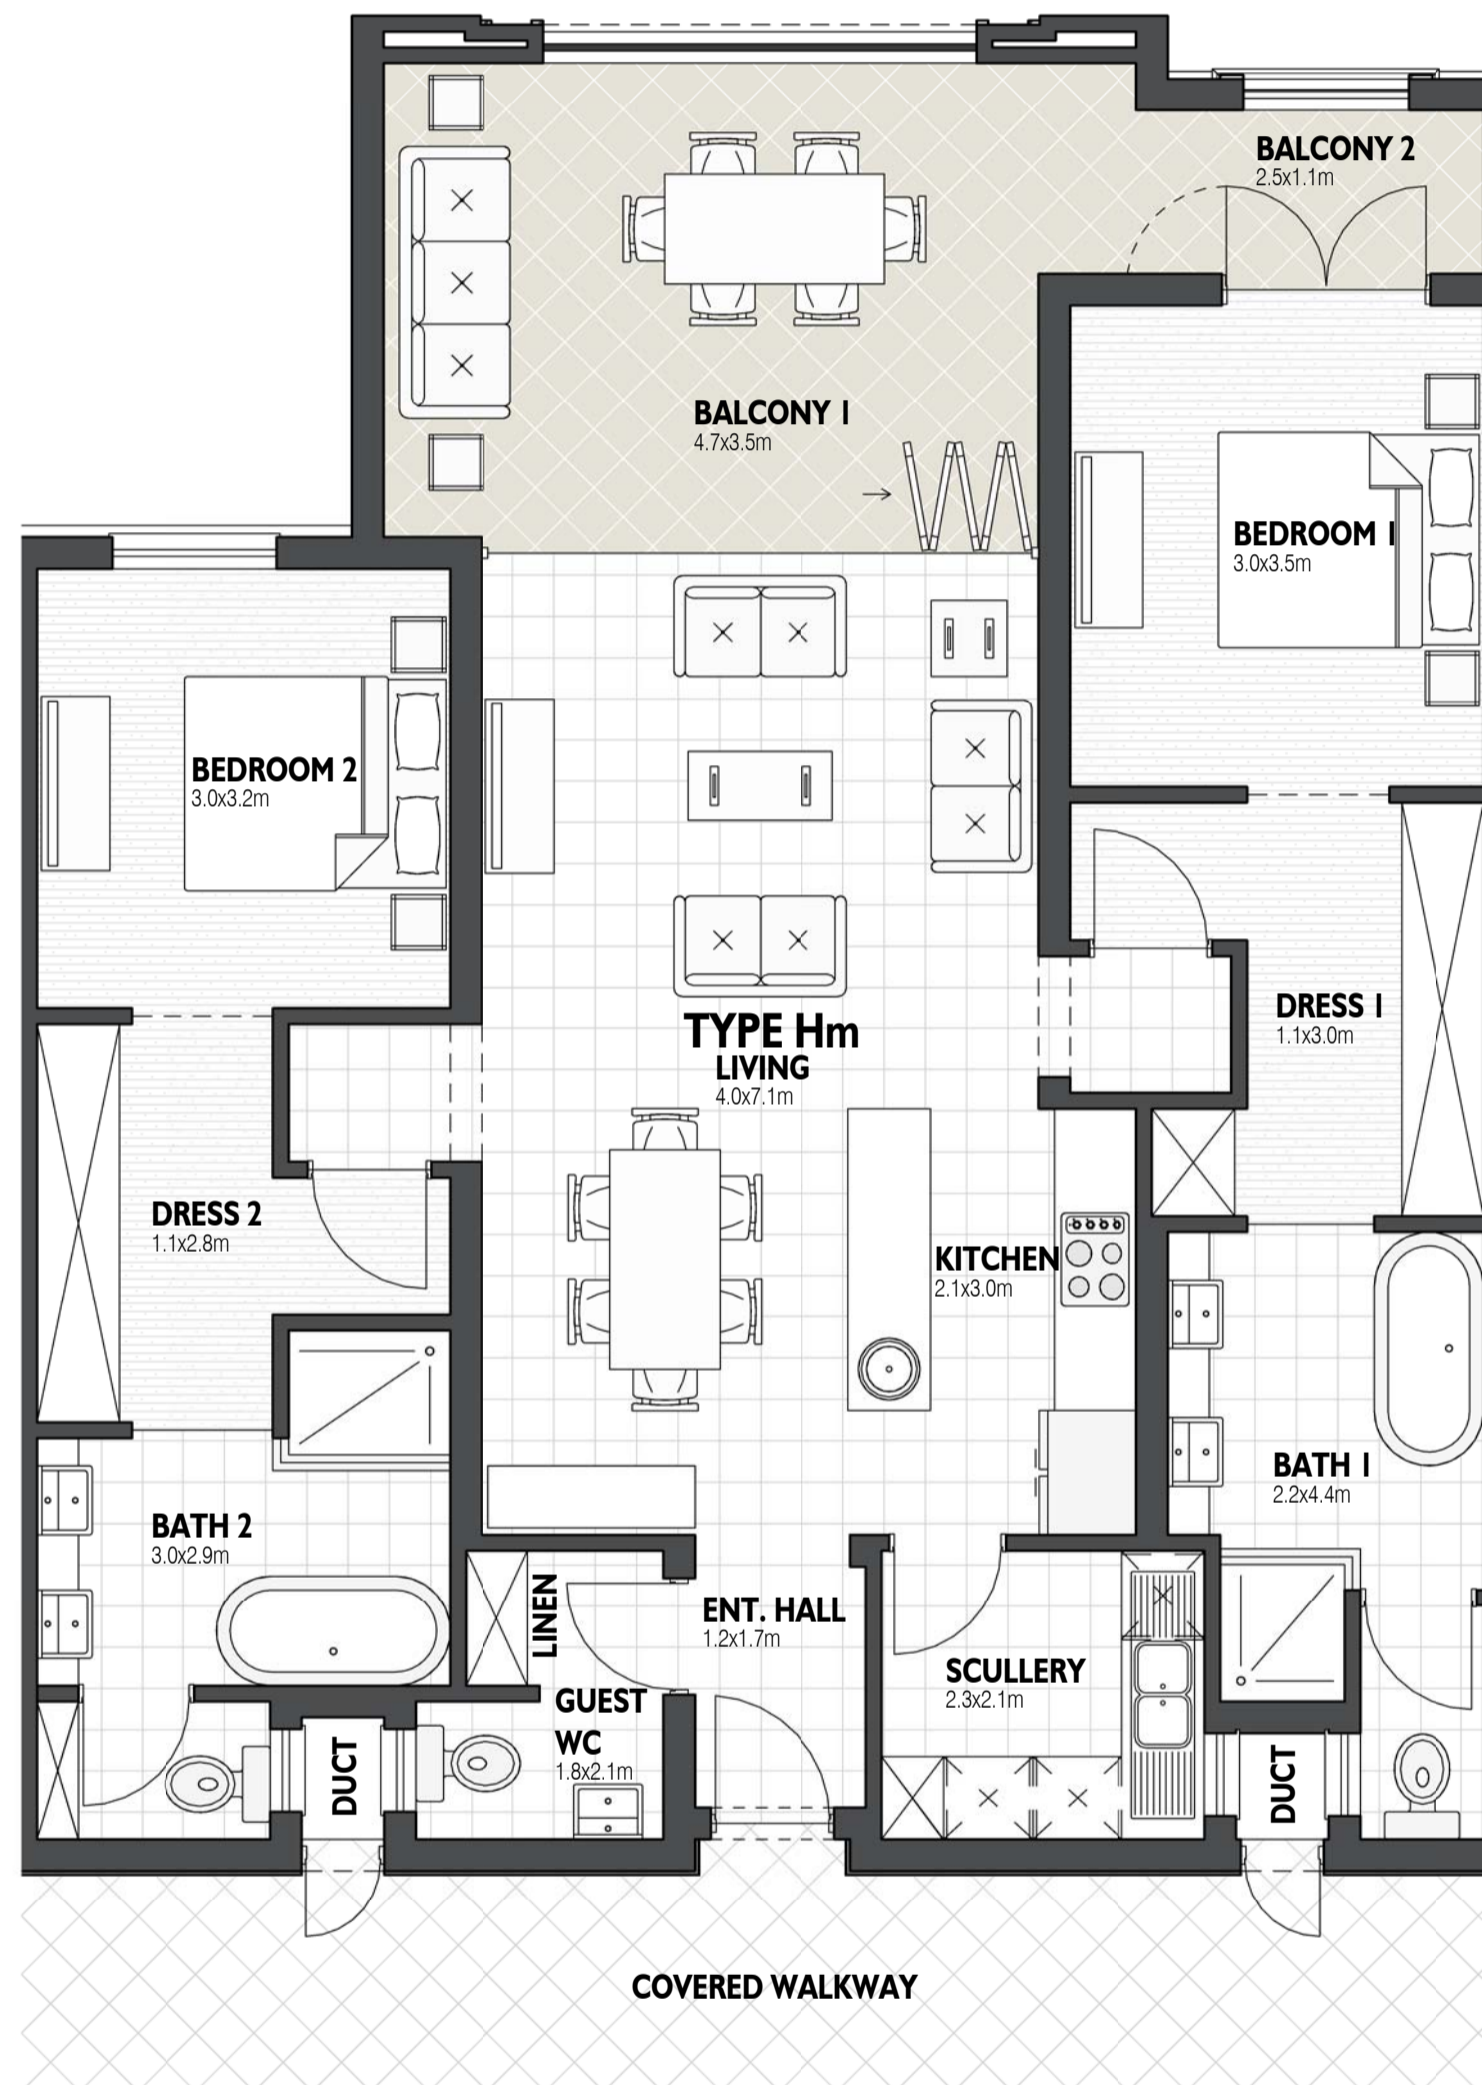 BALCONY 2
2.5x1.1m
BALCONY 1
4.7x3.5m
BEDROOM 1
3.0x3.5m
BEDROOM 2
3.0x3.2m
TYPE Hm
LIVING
4.0x7.1m
DRESS 1
1.1x3.0m
DRESS 2
1.1x2.8m
KITCHEN
2.1x3.0m
BATH 1
2.2x4.4m
BATH 2
3.0x2.9m
LINEN
ENT. HALL
1.2x1.7m
SCULLERY
2.3x2.1m
GUEST
WC
1.8x2.1m
DUCT
DUCT
COVERED WALKWAY